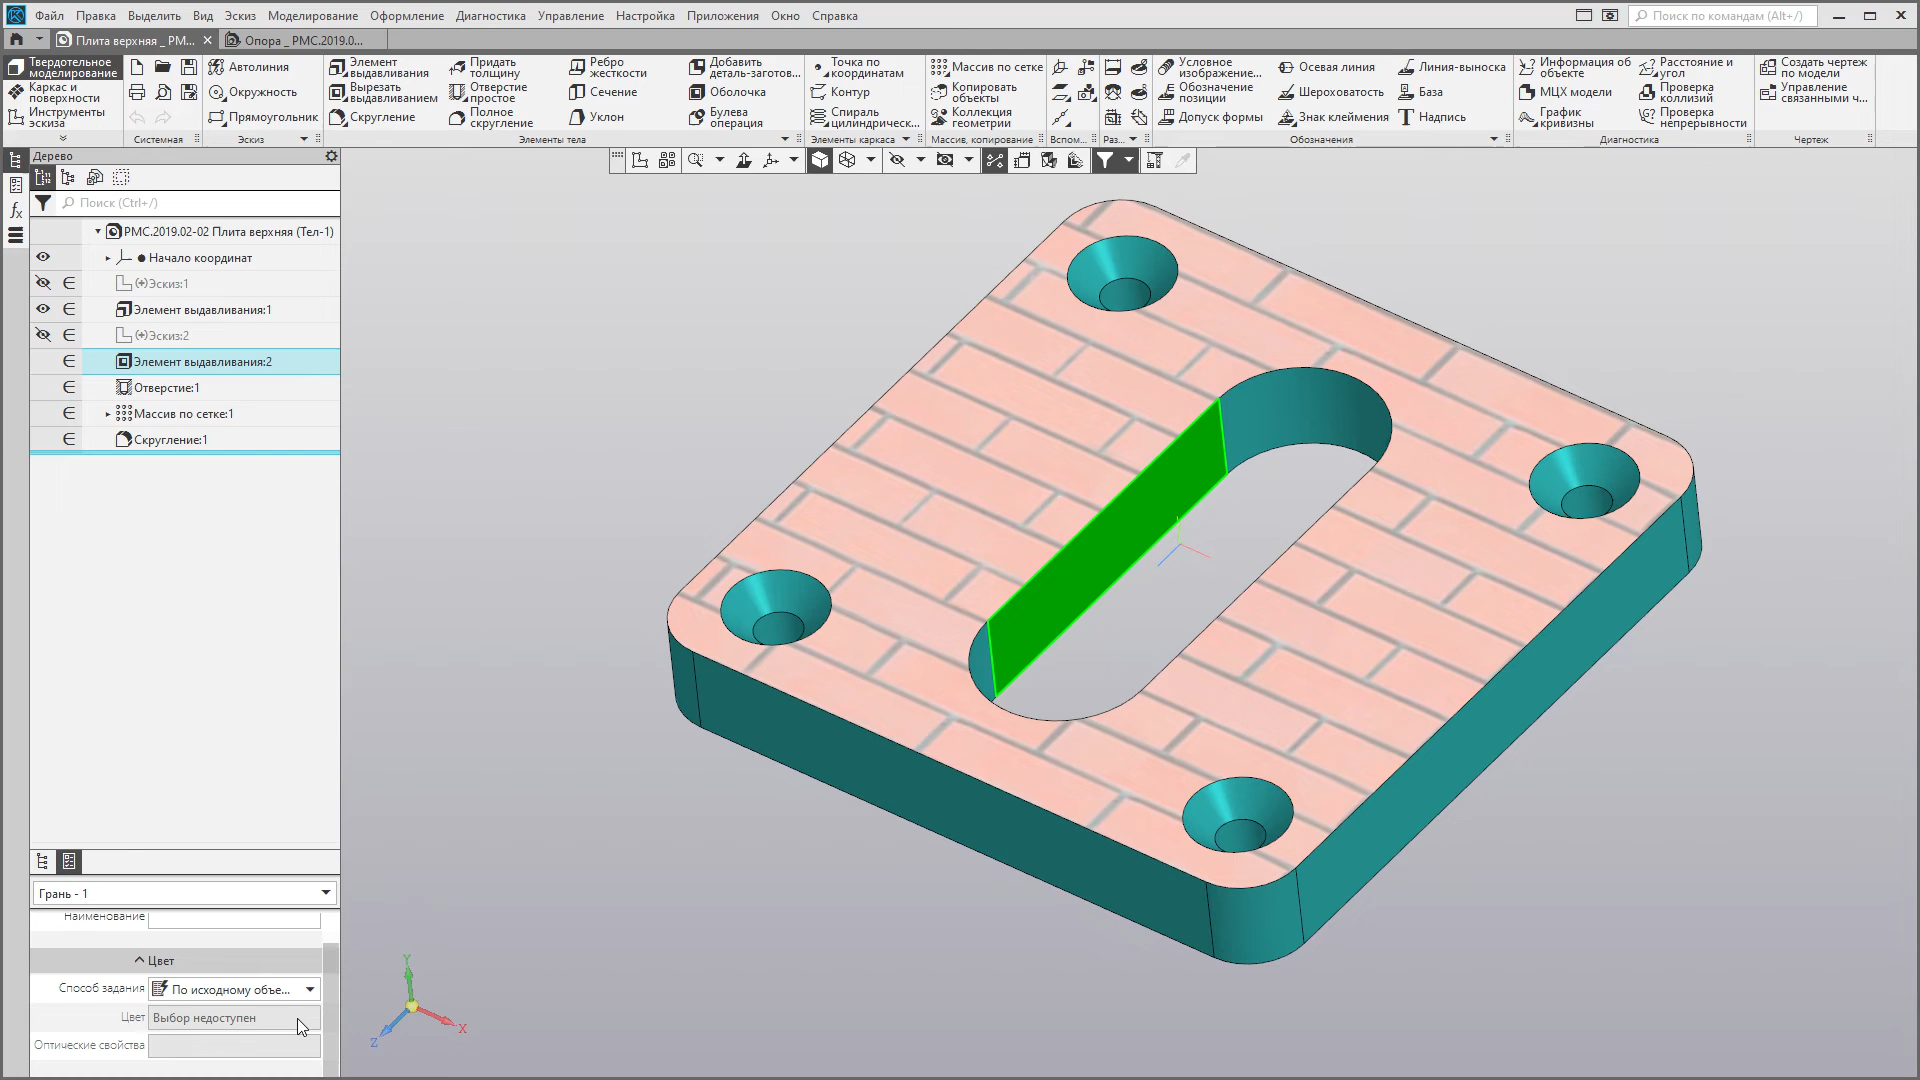 Файл Правка Выделить Вид Эскиз Моделирование Оформление Диагностика Управление Настройка Приложения Окно Справка Поиск по командам (Alt+/)
Плита верхняя _ РМ... Опора _ РМС.2019.0...
Твердотельное моделирование
Каркас и поверхности
Инструменты эскиза
Системная
Автолиния
Окружность
Прямоугольник
Эскиз
Элемент выдавливания
Вырезать выдавливанием
Скругление
Придать толщину
Отверстие простое
Полное скругление
Ребро жесткости
Сечение
Уклон
Добавить деталь-заготов...
Оболочка
Булева операция
Элементы тела
Точка по координатам
Контур
Спираль цилиндрическ...
Элементы каркаса
Массив по сетке
Копировать объекты
Коллекция геометрии
Массив, копирование
Вспом...
Раз...
Условное изображение...
Обозначение позиции
Допуск формы
Осевая линия
Шероховатость
Знак клеймения
Линия-выноска
База
Надпись
Обозначения
Информация об объекте
МЦХ модели
График кривизны
Расстояние и угол
Проверка коллизий
Проверка непрерывности
Диагностика
Создать чертеж по модели
Управление связанными ч...
Чертеж
Дерево
Поиск (Ctrl+/)
РМС.2019.02-02 Плита верхняя (Тел-1)
Начало координат
(+)Эскиз:1
Элемент выдавливания:1
(+)Эскиз:2
Элемент выдавливания:2
Отверстие:1
Массив по сетке:1
Скругление:1
fx
Грань - 1
Наименование
Цвет
Способ задания По исходному объе...
Цвет Выбор недоступен
Оптические свойства
Y
X
Z